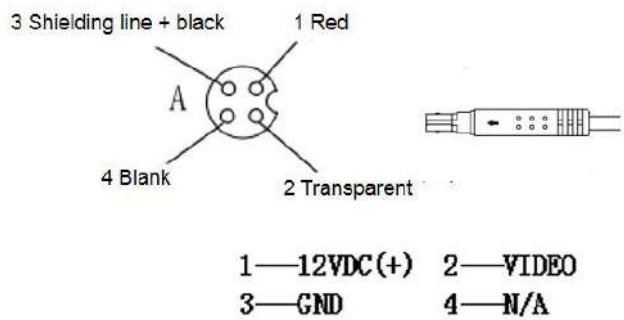 3 Shielding line + black
1 Red
A
4 Blank
2 Transparent
1—12VDC(+) 2—VIDEO
3—GND 4—N/A